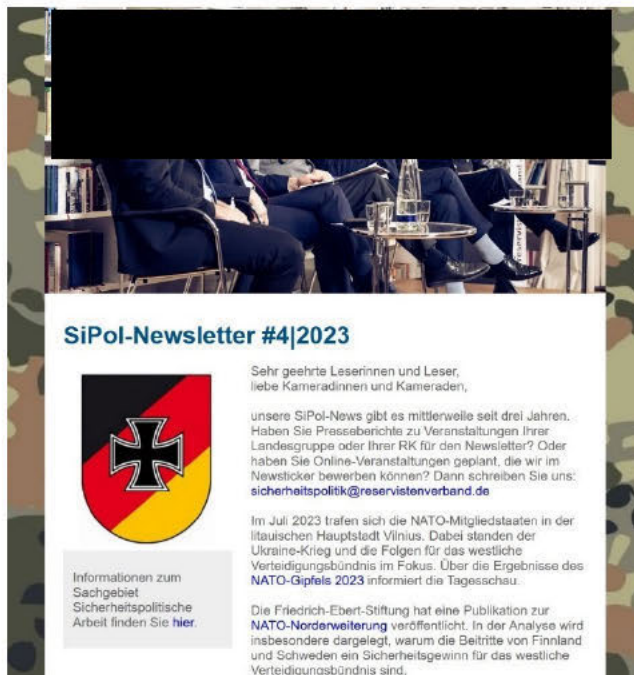 SiPol-Newsletter #4|2023
Sehr geehrte Leserinnen und Leser,
liebe Kameradinnen und Kameraden,
unsere SiPol-News gibt es mittlerweile seit drei Jahren.
Haben Sie Presseberichte zu Veranstaltungen Ihrer
Landesgruppe oder Ihrer RK für den Newsletter? Oder
haben Sie Online-Veranstaltungen geplant, die wir im
Newsticker bewerben können? Dann schreiben Sie uns:
sicherheitspolitik@reservistenverband.de
Im Juli 2023 trafen sich die NATO-Mitgliedstaaten in der
litauischen Hauptstadt Vilnius. Dabei standen der
Ukraine-Krieg und die Folgen für das westliche
Verteidigungsbündnis im Fokus. Über die Ergebnisse des
NATO-Gipfels 2023 informiert die Tagesschau.
Die Friedrich-Ebert-Stiftung hat eine Publikation zur
NATO-Norderweiterung veröffentlicht. In der Analyse wird
insbesondere dargelegt, warum die Beitritte von Finnland
und Schweden ein Sicherheitsgewinn für das westliche
Verteidigungsbündnis sind.
Informationen zum
Sachgebiet
Sicherheitspolitische
Arbeit finden Sie hier.